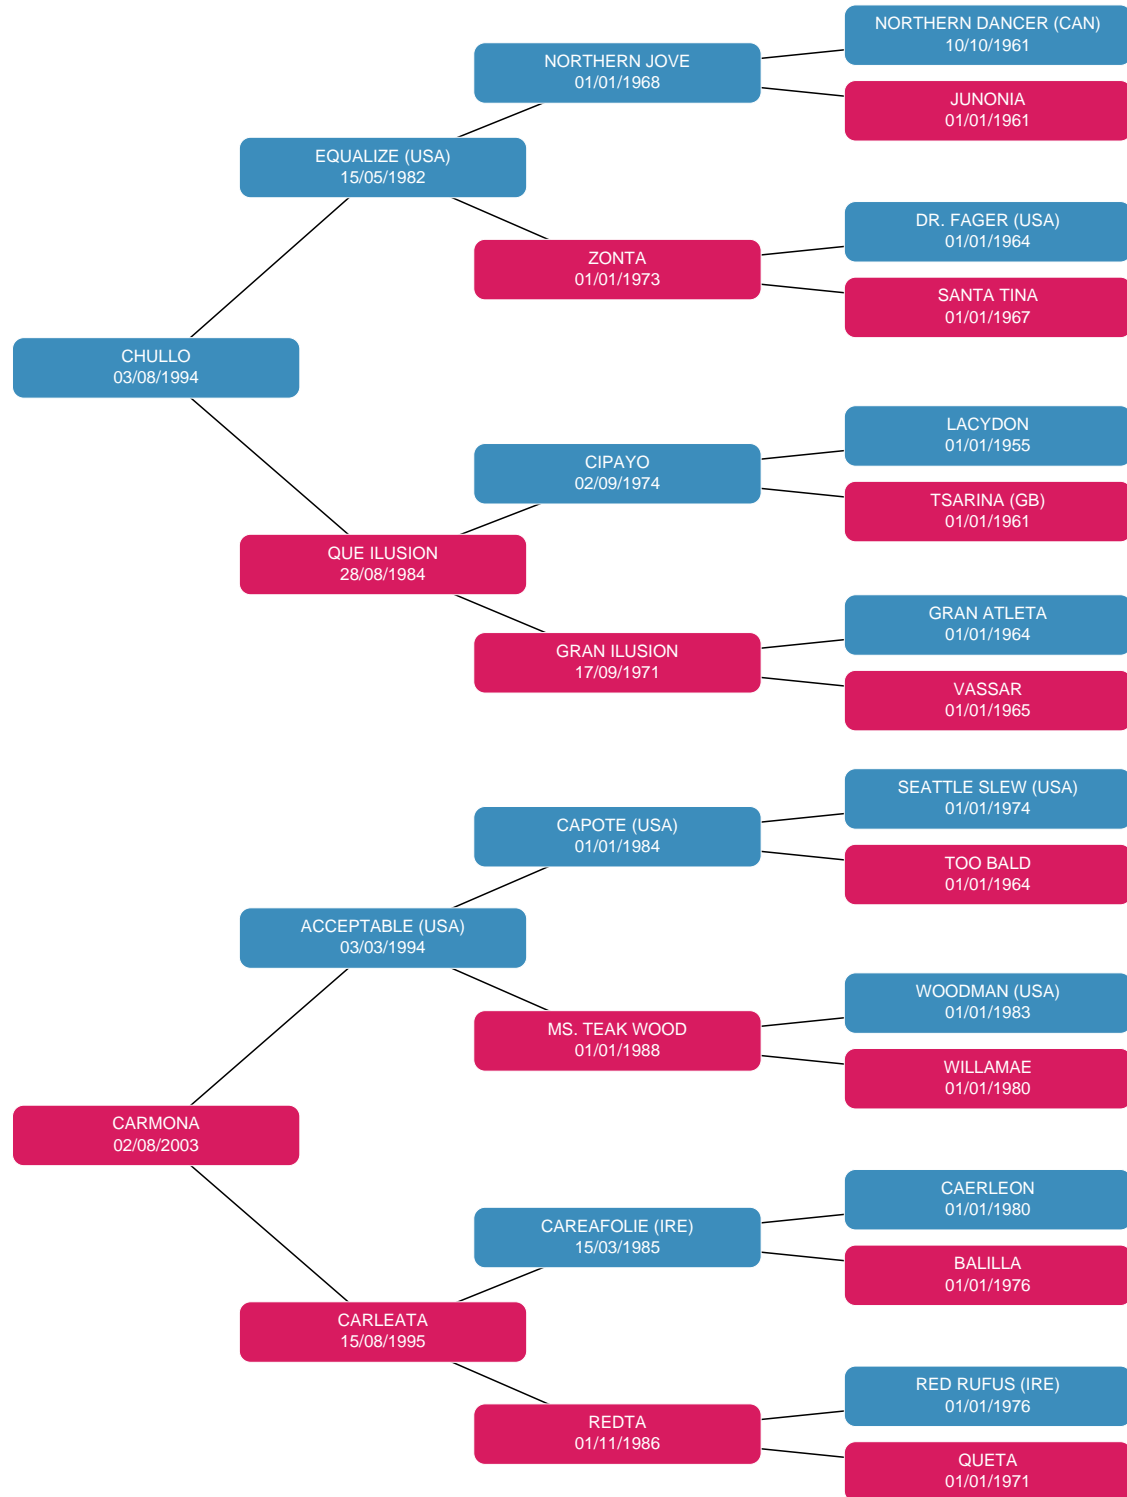 NORTHERN DANCER (CAN)
10/10/1961
NORTHERN JOVE
01/01/1968
JUNONIA
01/01/1961
EQUALIZE (USA)
15/05/1982
DR. FAGER (USA)
01/01/1964
ZONTA
01/01/1973
SANTA TINA
01/01/1967
CHULLO
03/08/1994
LACYDON
01/01/1955
CIPAYO
02/09/1974
TSARINA (GB)
01/01/1961
QUE ILUSION
28/08/1984
GRAN ATLETA
01/01/1964
GRAN ILUSION
17/09/1971
VASSAR
01/01/1965
SEATTLE SLEW (USA)
01/01/1974
CAPOTE (USA)
01/01/1984
TOO BALD
01/01/1964
ACCEPTABLE (USA)
03/03/1994
WOODMAN (USA)
01/01/1983
MS. TEAK WOOD
01/01/1988
WILLAMAE
01/01/1980
CARMONA
02/08/2003
CAERLEON
01/01/1980
CAREAFOLIE (IRE)
15/03/1985
BALILLA
01/01/1976
CARLEATA
15/08/1995
RED RUFUS (IRE)
01/01/1976
REDTA
01/11/1986
QUETA
01/01/1971